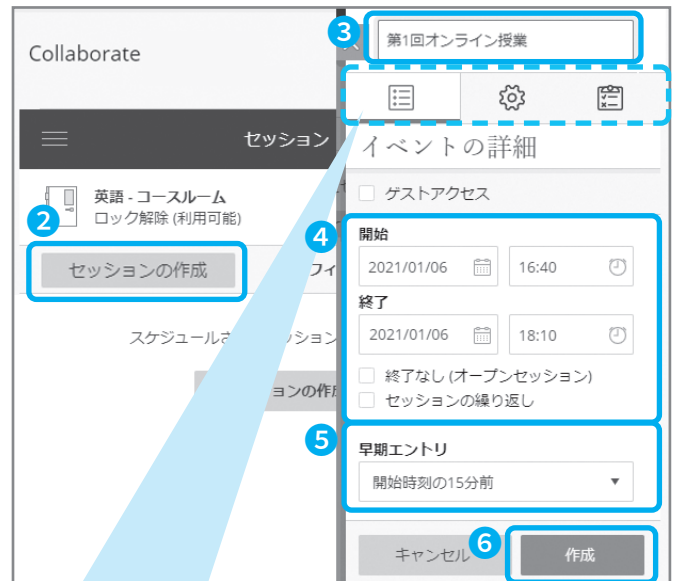 Collaborate
セッション
英語 - コースルーム
ロック解除 (利用可能)
2
セッションの作成
フィ
スケジュールさ
ッション
ョンの作
3
第1回オンライン授業
イベントの詳細
ゲストアクセス
4
開始
2021/01/06 16:40
終了
2021/01/06 18:10
終了なし (オープンセッション)
セッションの繰り返し
5
早期エントリ
開始時刻の15分前
キャンセル
6
作成